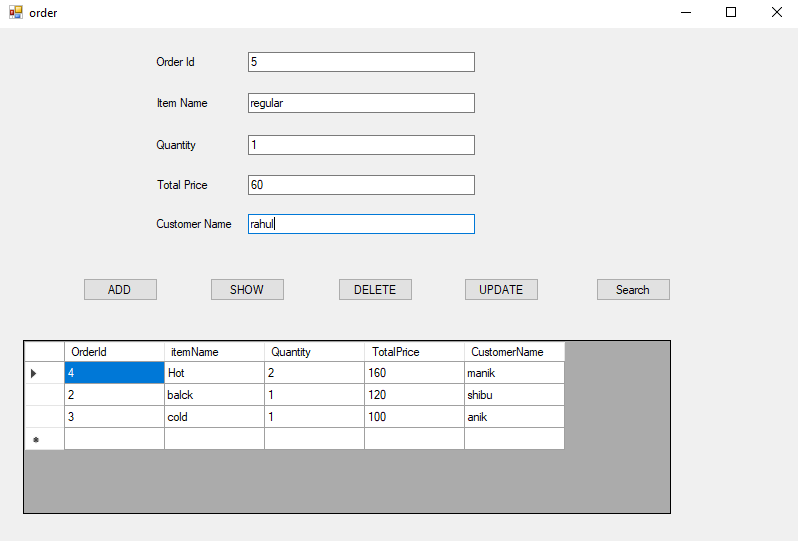 order
Order Id 5
Item Name regular
Quantity 1
Total Price 60
Customer Name rahul
ADD SHOW DELETE UPDATE Search
OrderId itemName Quantity TotalPrice CustomerName
4 Hot 2 160 manik
2 balck 1 120 shibu
3 cold 1 100 anik